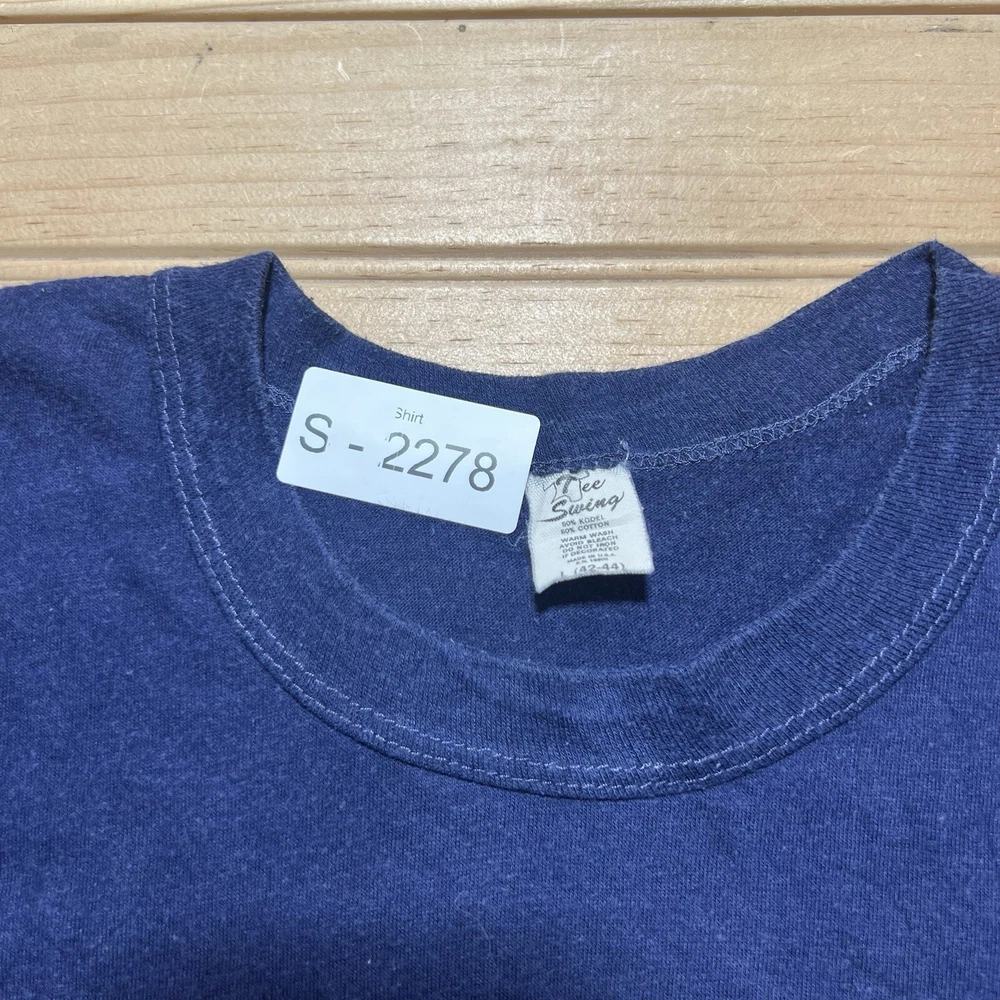 Shirt
S - 2278
Tee
Swing
50% KODEL
50% COTTON
WARM WASH
AVOID BLEACH
DO NOT IRON
IF DECORATED
MADE IN U.S.A.
L (42-44)